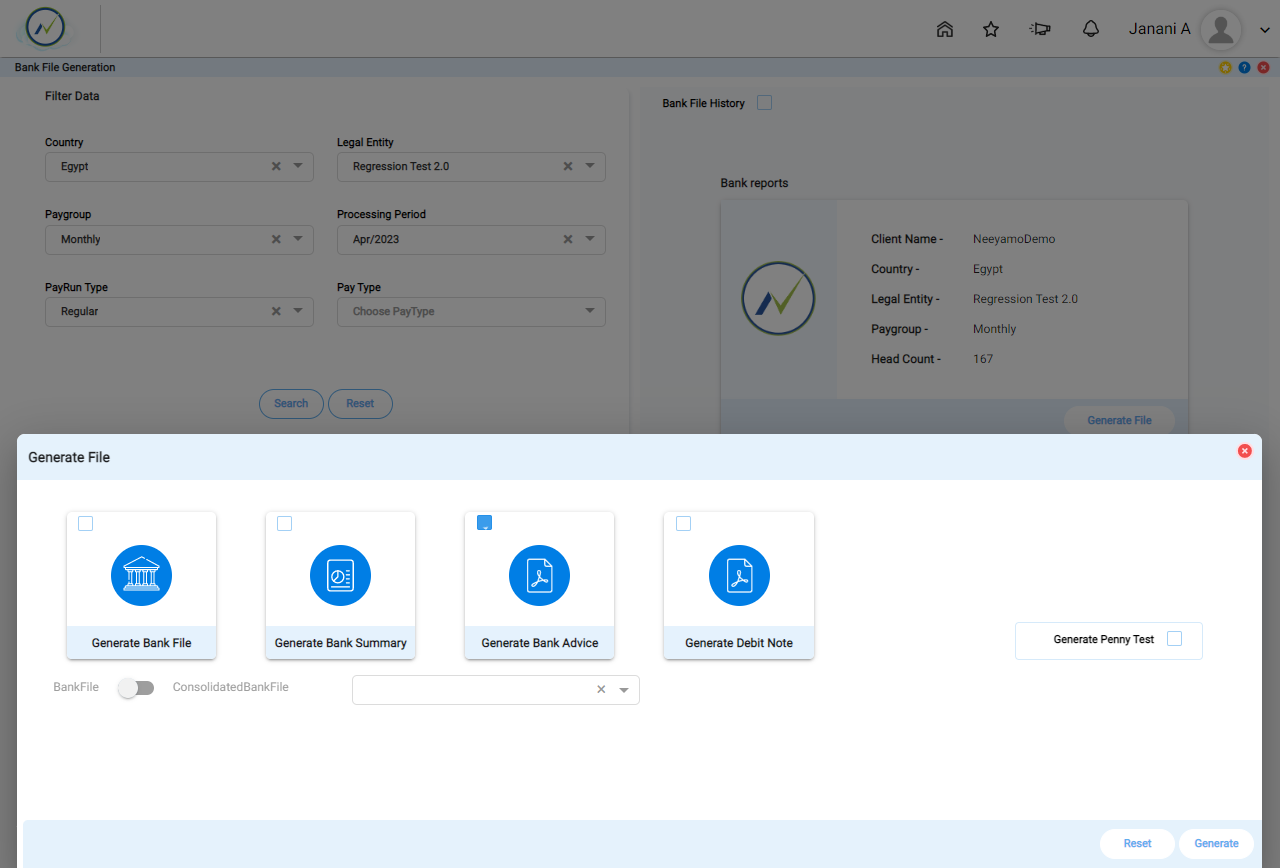 Janani A
Bank File Generation
Filter Data
Bank File History
Country
Legal Entity
Egypt
Regression Test 2.0
Paygroup
Processing Period
Monthly
Apr/2023
PayRun Type
Pay Type
Regular
Choose PayType
Search
Reset
Bank reports
Client Name - NeeyamoDemo
Country - Egypt
Legal Entity - Regression Test 2.0
Paygroup - Monthly
Head Count - 167
Generate File
Generate File
Generate Bank File
Generate Bank Summary
Generate Bank Advice
Generate Debit Note
Generate Penny Test
BankFile
ConsolidatedBankFile
Reset
Generate